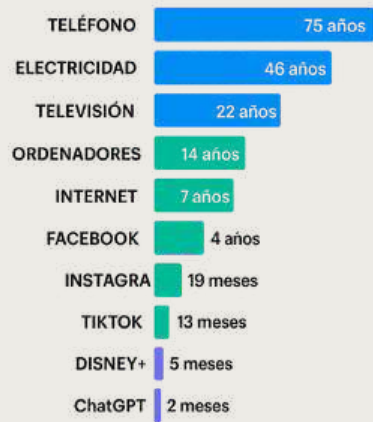 TELÉFONO 75 años
ELECTRICIDAD 46 años
TELEVISIÓN 22 años
ORDENADORES 14 años
INTERNET 7 años
FACEBOOK 4 años
INSTAGRA 19 meses
TIKTOK 13 meses
DISNEY+ 5 meses
ChatGPT 2 meses